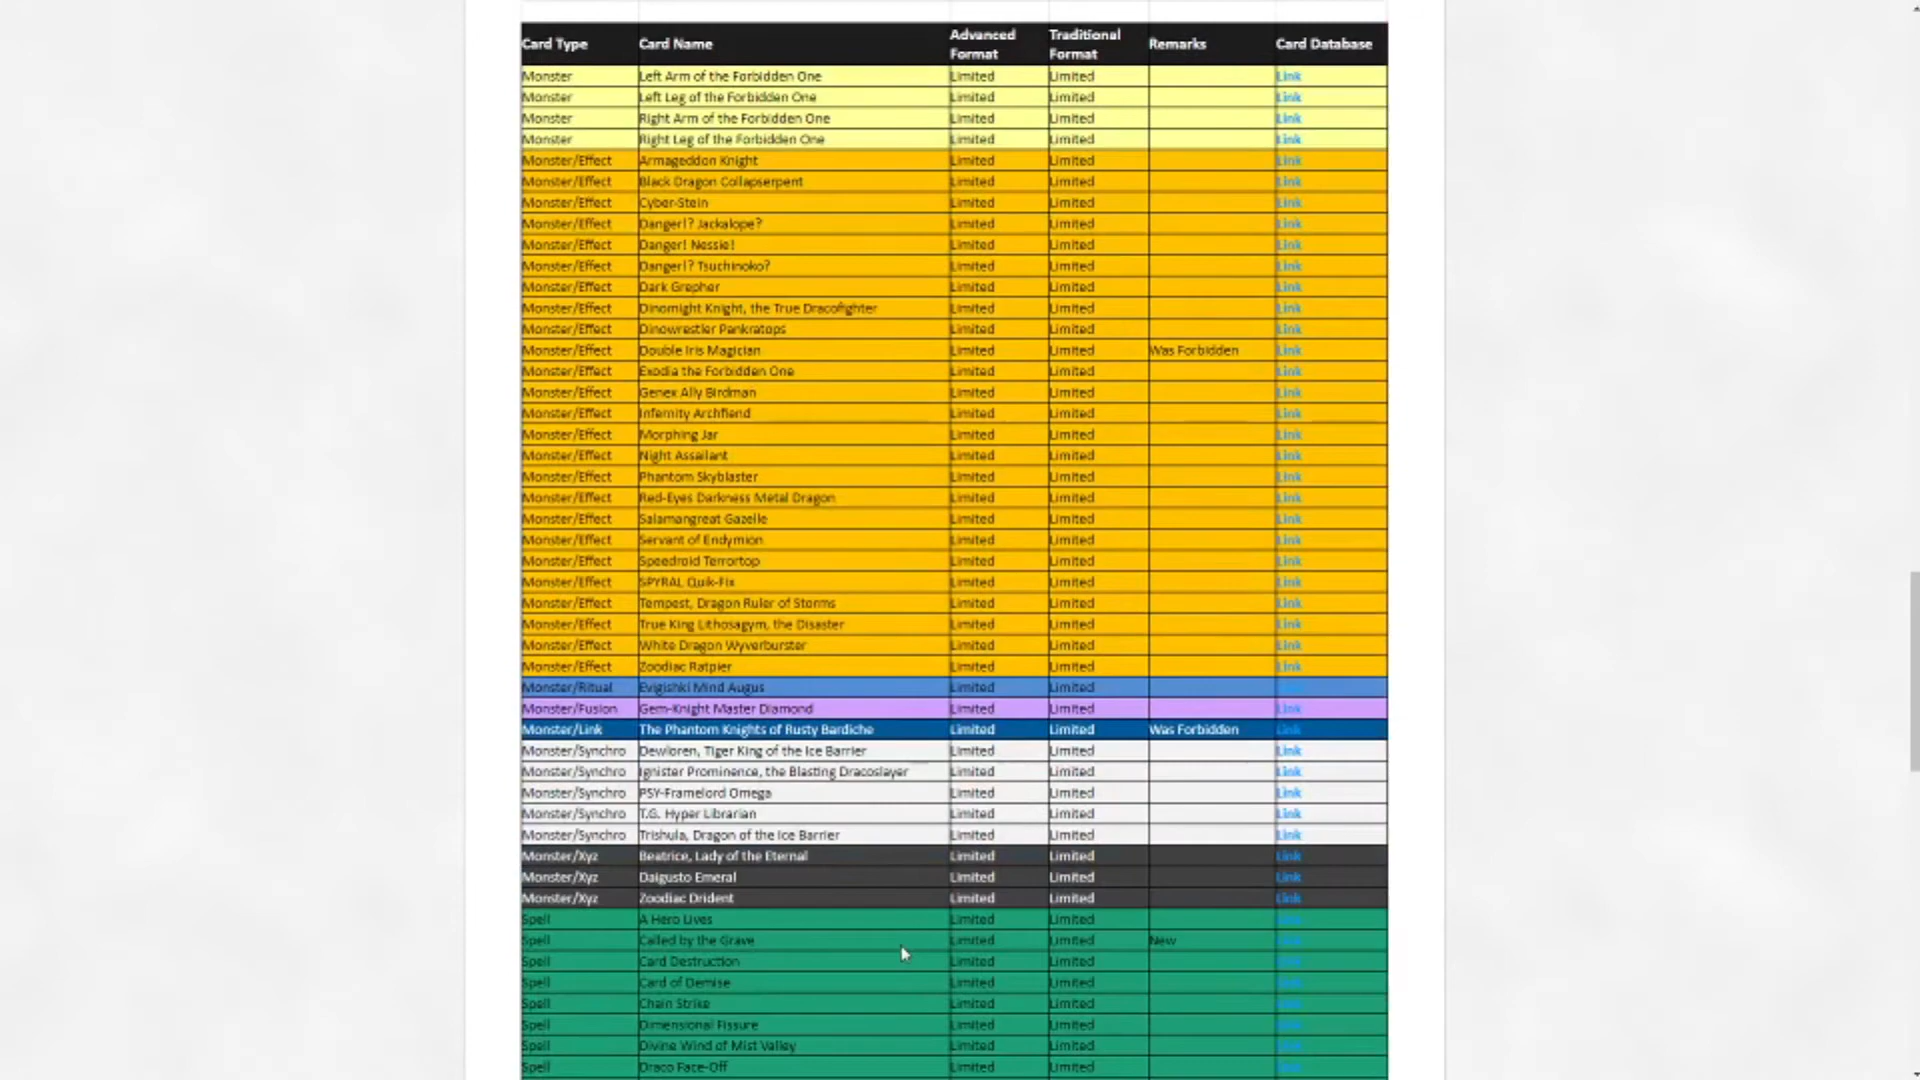 Card Type Card Name Advanced Format Traditional Format Remarks Card Database
Monster Left Arm of the Forbidden One Limited Limited Link
Monster Left Leg of the Forbidden One Limited Limited Link
Monster Right Arm of the Forbidden One Limited Limited Link
Monster Right Leg of the Forbidden One Limited Limited Link
Monster/Effect Armageddon Knight Limited Limited Link
Monster/Effect Black Dragon Collapserpent Limited Limited Link
Monster/Effect Cyber-Stein Limited Limited Link
Monster/Effect Danger!? Jackalope? Limited Limited Link
Monster/Effect Danger! Nessie! Limited Limited Link
Monster/Effect Danger!? Tsuchinoko? Limited Limited Link
Monster/Effect Dark Grepher Limited Limited Link
Monster/Effect Dinomight Knight, the True Dracofighter Limited Limited Link
Monster/Effect Dinowrestler Pankratops Limited Limited Link
Monster/Effect Double Iris Magician Limited Limited Was Forbidden Link
Monster/Effect Exodia the Forbidden One Limited Limited Link
Monster/Effect Genex Ally Birdman Limited Limited Link
Monster/Effect Infernity Archfiend Limited Limited Link
Monster/Effect Morphing Jar Limited Limited Link
Monster/Effect Night Assailant Limited Limited Link
Monster/Effect Phantom Skyblaster Limited Limited Link
Monster/Effect Red-Eyes Darkness Metal Dragon Limited Limited Link
Monster/Effect Salamangreat Gazelle Limited Limited Link
Monster/Effect Servant of Endymion Limited Limited Link
Monster/Effect Speedroid Terrortop Limited Limited Link
Monster/Effect SPYRAL Quik-Fix Limited Limited Link
Monster/Effect Tempest, Dragon Ruler of Storms Limited Limited Link
Monster/Effect True King Lithosagym, the Disaster Limited Limited Link
Monster/Effect White Dragon Wyverburster Limited Limited Link
Monster/Effect Zoodiac Ratpier Limited Limited Link
Monster/Ritual Evigishki Mind Augus Limited Limited Link
Monster/Fusion Gem-Knight Master Diamond Limited Limited Link
Monster/Link The Phantom Knights of Rusty Bardiche Limited Limited Was Forbidden Link
Monster/Synchro Dewloren, Tiger King of the Ice Barrier Limited Limited Link
Monster/Synchro Ignister Prominence, the Blasting Dracoslayer Limited Limited Link
Monster/Synchro PSY-Framelord Omega Limited Limited Link
Monster/Synchro T.G. Hyper Librarian Limited Limited Link
Monster/Synchro Trishula, Dragon of the Ice Barrier Limited Limited Link
Monster/Xyz Beatrice, Lady of the Eternal Limited Limited Link
Monster/Xyz Daigusto Emeral Limited Limited Link
Monster/Xyz Zoodiac Drident Limited Limited Link
Spell A Hero Lives Limited Limited Link
Spell Called by the Grave Limited Limited New Link
Spell Card Destruction Limited Limited Link
Spell Card of Demise Limited Limited Link
Spell Chain Strike Limited Limited Link
Spell Dimensional Fissure Limited Limited Link
Spell Divine Wind of Mist Valley Limited Limited Link
Spell Draco Face-Off Limited Limited Link